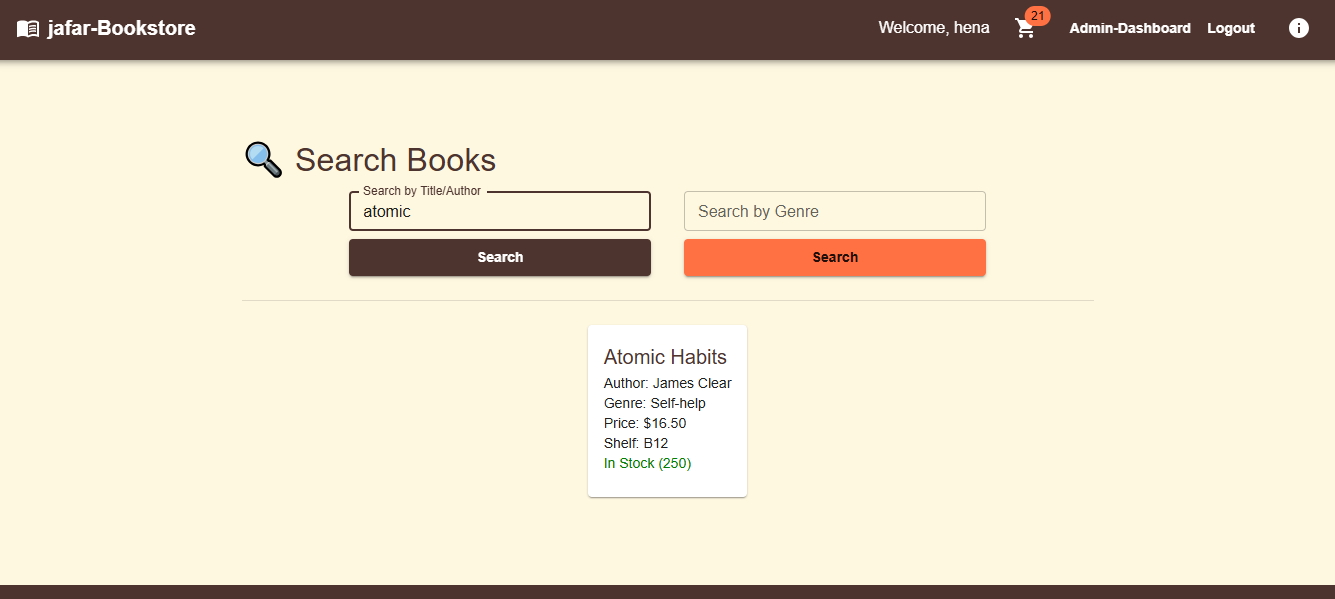 jafar-Bookstore
Welcome, hena
21
Admin-Dashboard
Logout
Search Books
Search by Title/Author
atomic
Search by Genre
Search
Search
Atomic Habits
Author: James Clear
Genre: Self-help
Price: $16.50
Shelf: B12
In Stock (250)